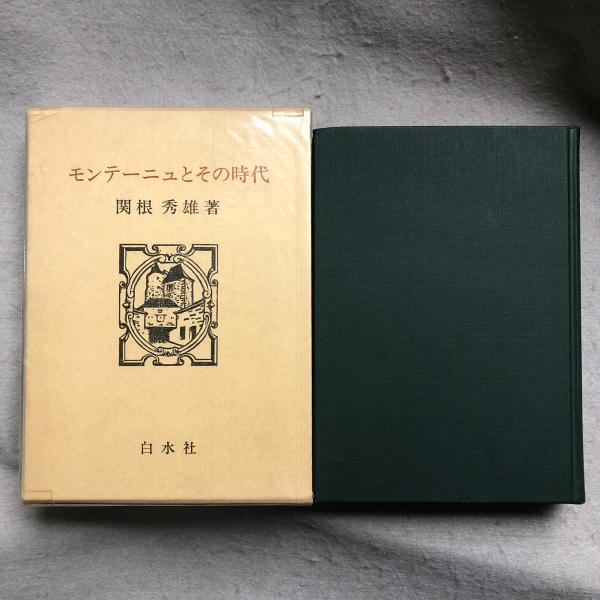 モンテーニュとその時代
関根 秀雄 著
白水社